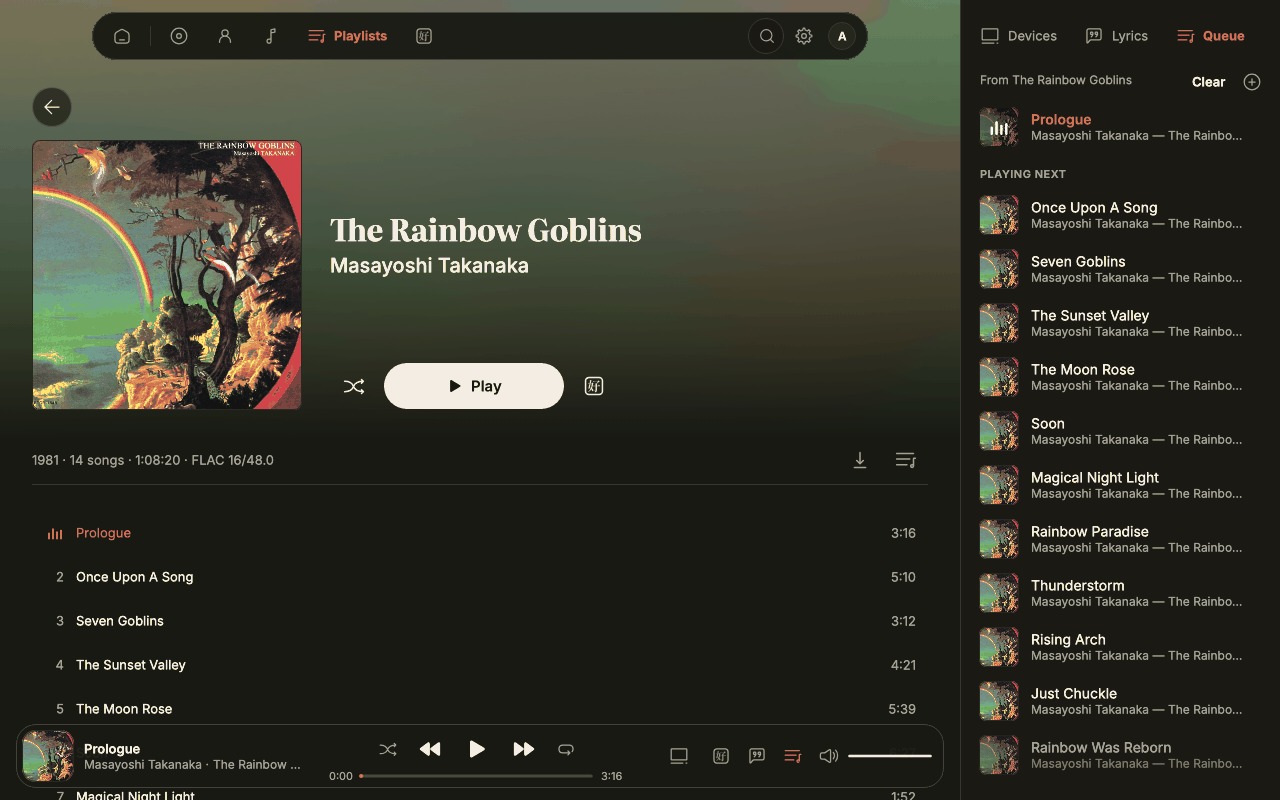 Playlists
好
A
THE RAINBOW GOBLINS
Masayoshi TAKANAKA
The Rainbow Goblins
Masayoshi Takanaka
Play
好
1981 · 14 songs · 1:08:20 · FLAC 16/48.0
Prologue 3:16
2 Once Upon A Song 5:10
3 Seven Goblins 3:12
4 The Sunset Valley 4:21
5 The Moon Rose 5:39
7 Magical Night Light 1:52
Prologue
Masayoshi Takanaka · The Rainbow ...
0:00 3:16
好
Devices Lyrics Queue
From The Rainbow Goblins Clear
Prologue
Masayoshi Takanaka — The Rainbo...
PLAYING NEXT
Once Upon A Song
Masayoshi Takanaka — The Rainbo...
Seven Goblins
Masayoshi Takanaka — The Rainbo...
The Sunset Valley
Masayoshi Takanaka — The Rainbo...
The Moon Rose
Masayoshi Takanaka — The Rainbo...
Soon
Masayoshi Takanaka — The Rainbo...
Magical Night Light
Masayoshi Takanaka — The Rainbo...
Rainbow Paradise
Masayoshi Takanaka — The Rainbo...
Thunderstorm
Masayoshi Takanaka — The Rainbo...
Rising Arch
Masayoshi Takanaka — The Rainbo...
Just Chuckle
Masayoshi Takanaka — The Rainbo...
Rainbow Was Reborn
Masayoshi Takanaka — The Rainbo...